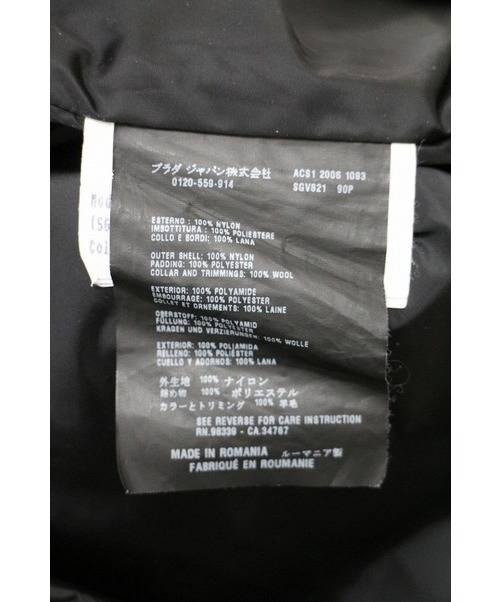 プラダ ジャパン株式会社 ACS1 2006 1093
0120-559-914 SGV821 90P
ESTERNO : 100% NYLON
IMBOTTITURA : 100% POLIESTERE
COLLO E BORDI: 100% LANA
OUTER SHELL: 100% NYLON
PADDING: 100% POLYESTER
COLLAR AND TRIMMINGS: 100% WOOL
EXTERIOR: 100% POLYAMIDE
EMBOURRAGE: 100% POLYESTER
COLLET ET ORNEMENTS: 100% LAINE
OBERSTOFF: 100% POLYAMID
FÜLLUNG: 100% POLYESTER
KRAGEN UND VERZIERUNGEN: 100% WOLLE
EXTERIOR: 100% POLIAMIDA
RELLENO: 100% POLIÉSTER
CUELLO Y ADORNOS: 100% LANA
外生地 100% ナイロン
詰め物 100% ポリエステル
カラーとトリミング 100% 羊毛
SEE REVERSE FOR CARE INSTRUCTION
RN.98339 - CA.34767
MADE IN ROMANIA ルーマニア製
FABRIQUÉ EN ROUMANIE